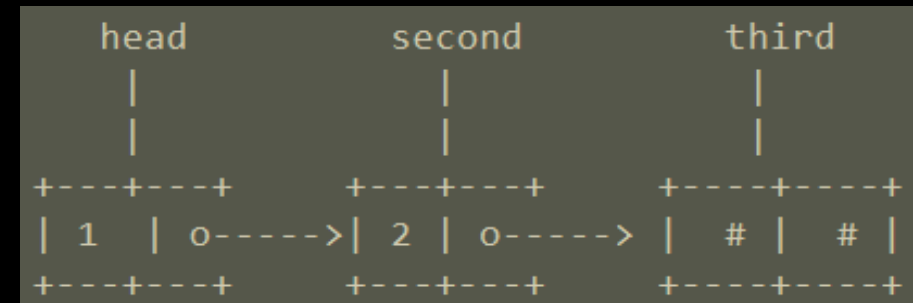 head second third
| | |
| | |
+---+---+ +---+---+ +----+----+
| 1 | o----->| 2 | o-----> | # | # |
+---+---+ +---+---+ +----+----+